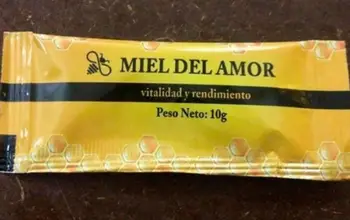 MIEL DEL AMOR
vitalidad y rendimiento
Peso Neto: 10g